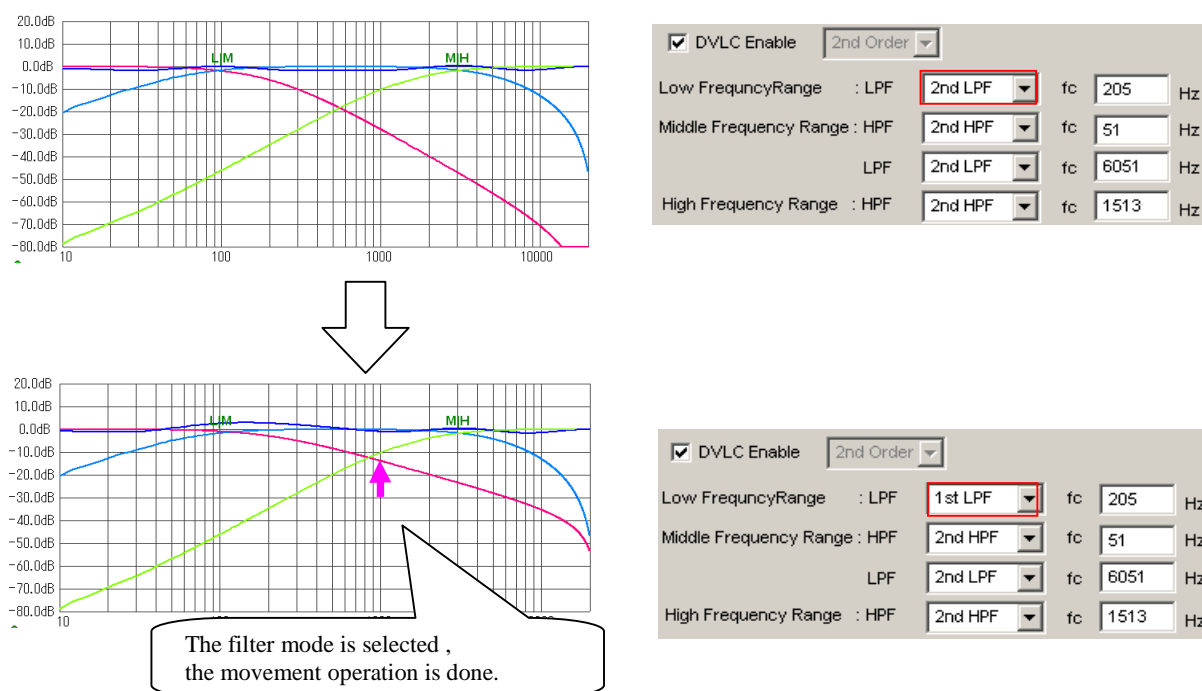 20.0dB
10.0dB
0.0dB
-10.0dB
-20.0dB
-30.0dB
-40.0dB
-50.0dB
-60.0dB
-70.0dB
-80.0dB
L|M
M|H
10
100
1000
10000
DVLC Enable 2nd Order
Low FrequncyRange : LPF 2nd LPF fc 205 Hz
Middle Frequency Range : HPF 2nd HPF fc 51 Hz
LPF 2nd LPF fc 6051 Hz
High Frequency Range : HPF 2nd HPF fc 1513 Hz
20.0dB
10.0dB
0.0dB
-10.0dB
-20.0dB
-30.0dB
-40.0dB
-50.0dB
-60.0dB
-70.0dB
-80.0dB
L|M
M|H
10
The filter mode is selected ,
the movement operation is done.
DVLC Enable 2nd Order
Low FrequncyRange : LPF 1st LPF fc 205 Hz
Middle Frequency Range : HPF 2nd HPF fc 51 Hz
LPF 2nd LPF fc 6051 Hz
High Frequency Range : HPF 2nd HPF fc 1513 Hz